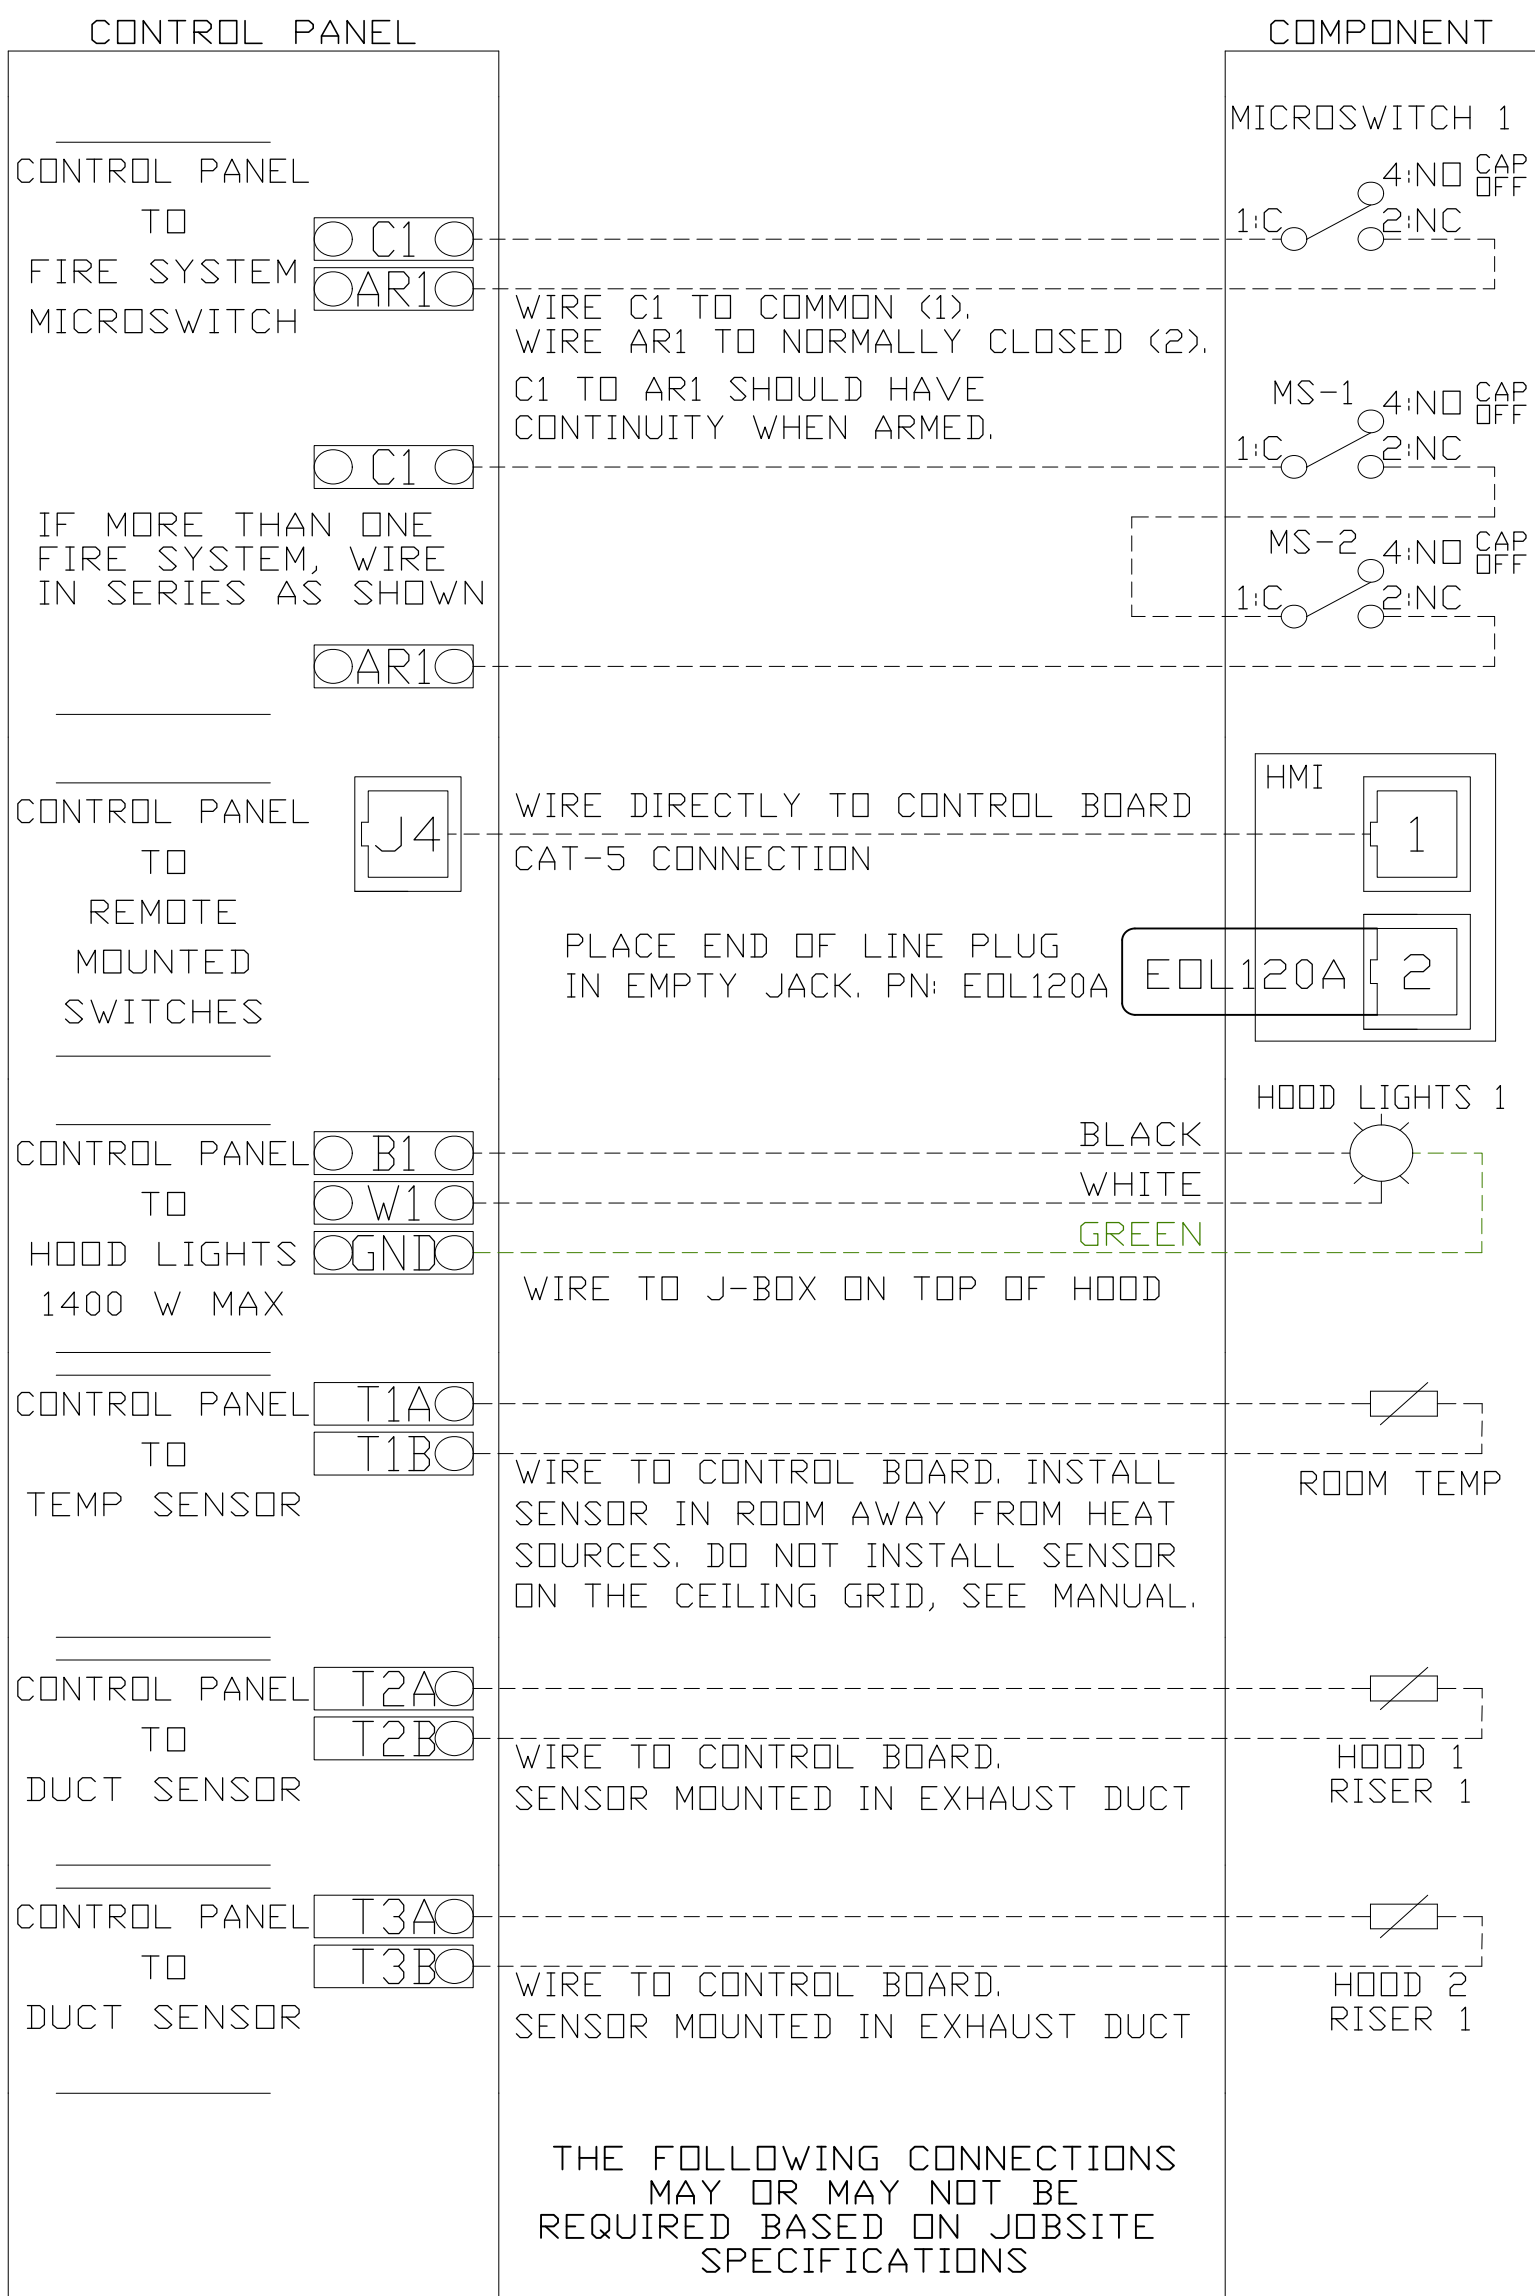 CONTROL PANEL
COMPONENT
MICROSWITCH 1
CONTROL PANEL
TO
FIRE SYSTEM
MICROSWITCH
C1
AR1
1:C
4:NO
CAP
OFF
2:NC
WIRE C1 TO COMMON (1).
WIRE AR1 TO NORMALLY CLOSED (2).
C1 TO AR1 SHOULD HAVE
CONTINUITY WHEN ARMED.
C1
MS-1
4:NO
CAP
OFF
1:C
2:NC
IF MORE THAN ONE
FIRE SYSTEM, WIRE
IN SERIES AS SHOWN
MS-2
4:NO
CAP
OFF
1:C
2:NC
AR1
CONTROL PANEL
TO
REMOTE
MOUNTED
SWITCHES
J4
WIRE DIRECTLY TO CONTROL BOARD
CAT-5 CONNECTION
HMI
1
PLACE END OF LINE PLUG
IN EMPTY JACK. PN: EOL120A
EOL120A
2
HOOD LIGHTS 1
CONTROL PANEL
TO
HOOD LIGHTS
1400 W MAX
B1
W1
GND
BLACK
WHITE
GREEN
WIRE TO J-BOX ON TOP OF HOOD
CONTROL PANEL
TO
TEMP SENSOR
T1A
T1B
WIRE TO CONTROL BOARD. INSTALL
SENSOR IN ROOM AWAY FROM HEAT
SOURCES. DO NOT INSTALL SENSOR
ON THE CEILING GRID, SEE MANUAL.
ROOM TEMP
CONTROL PANEL
TO
DUCT SENSOR
T2A
T2B
WIRE TO CONTROL BOARD.
SENSOR MOUNTED IN EXHAUST DUCT
HOOD 1
RISER 1
CONTROL PANEL
TO
DUCT SENSOR
T3A
T3B
WIRE TO CONTROL BOARD.
SENSOR MOUNTED IN EXHAUST DUCT
HOOD 2
RISER 1
THE FOLLOWING CONNECTIONS
MAY OR MAY NOT BE
REQUIRED BASED ON JOBSITE
SPECIFICATIONS